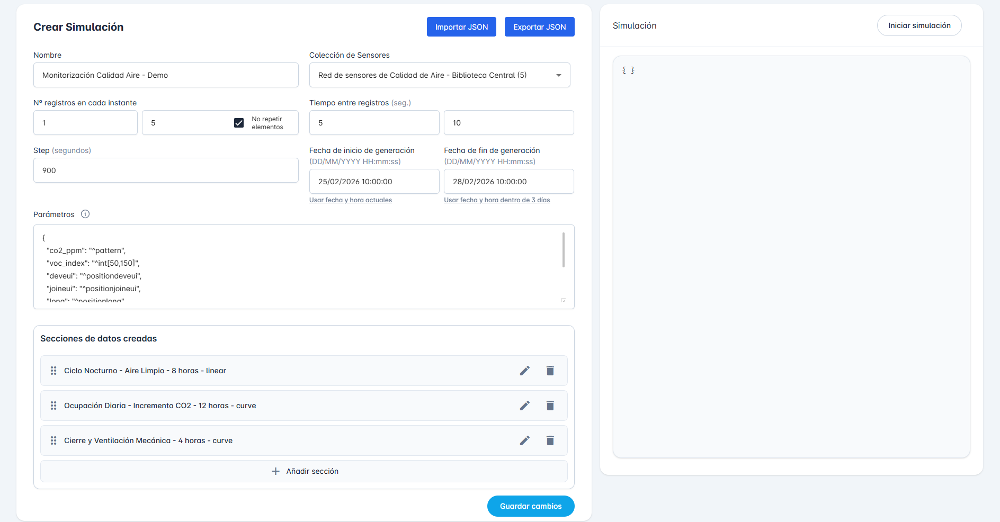 Crear Simulación
Importar JSON
Exportar JSON
Nombre
Colección de Sensores
Monitorización Calidad Aire - Demo
Red de sensores de Calidad de Aire - Biblioteca Central (5)
Nº registros en cada instante
Tiempo entre registros (seg.)
1
5
No repetir
elementos
5
10
Step (segundos)
Fecha de inicio de generación
(DD/MM/YYYY HH:mm:ss)
Fecha de fin de generación
(DD/MM/YYYY HH:mm:ss)
900
25/02/2026 10:00:00
28/02/2026 10:00:00
Usar fecha y hora actuales
Usar fecha y hora dentro de 3 días
Parámetros
{
"co2_ppm": "^pattern",
"voc_index": "^int[50,150]",
"deveui": "^positiondeveui",
"joineui": "^positionjoineui",
"long": "^positionlong"
Secciones de datos creadas
Ciclo Nocturno - Aire Limpio - 8 horas - linear
Ocupación Diaria - Incremento CO2 - 12 horas - curve
Cierre y Ventilación Mecánica - 4 horas - curve
Añadir sección
Guardar cambios
Simulación
Iniciar simulación
{ }